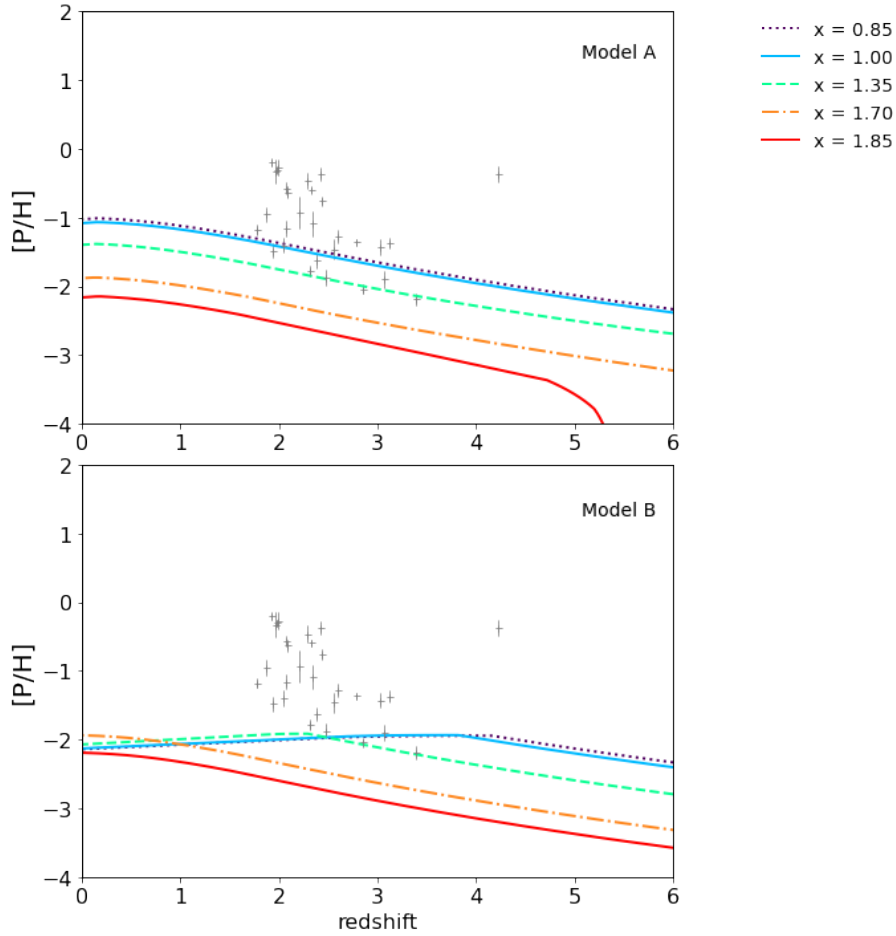 2
1
0
−1
−2
−3
−4
[P/H]
Model A
0 1 2 3 4 5 6
x = 0.85
x = 1.00
x = 1.35
x = 1.70
x = 1.85
2
1
0
−1
−2
−3
−4
[P/H]
Model B
0 1 2 3 4 5 6
redshift